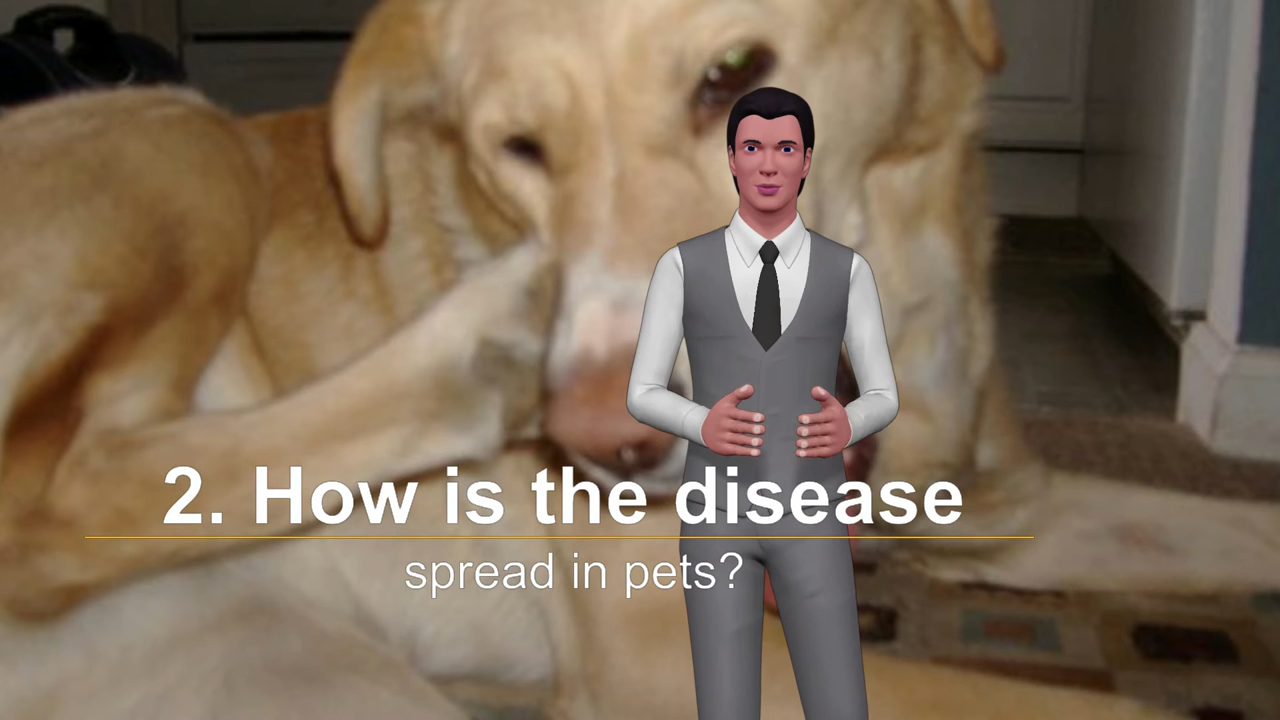 2. How is the disease
spread in pets?